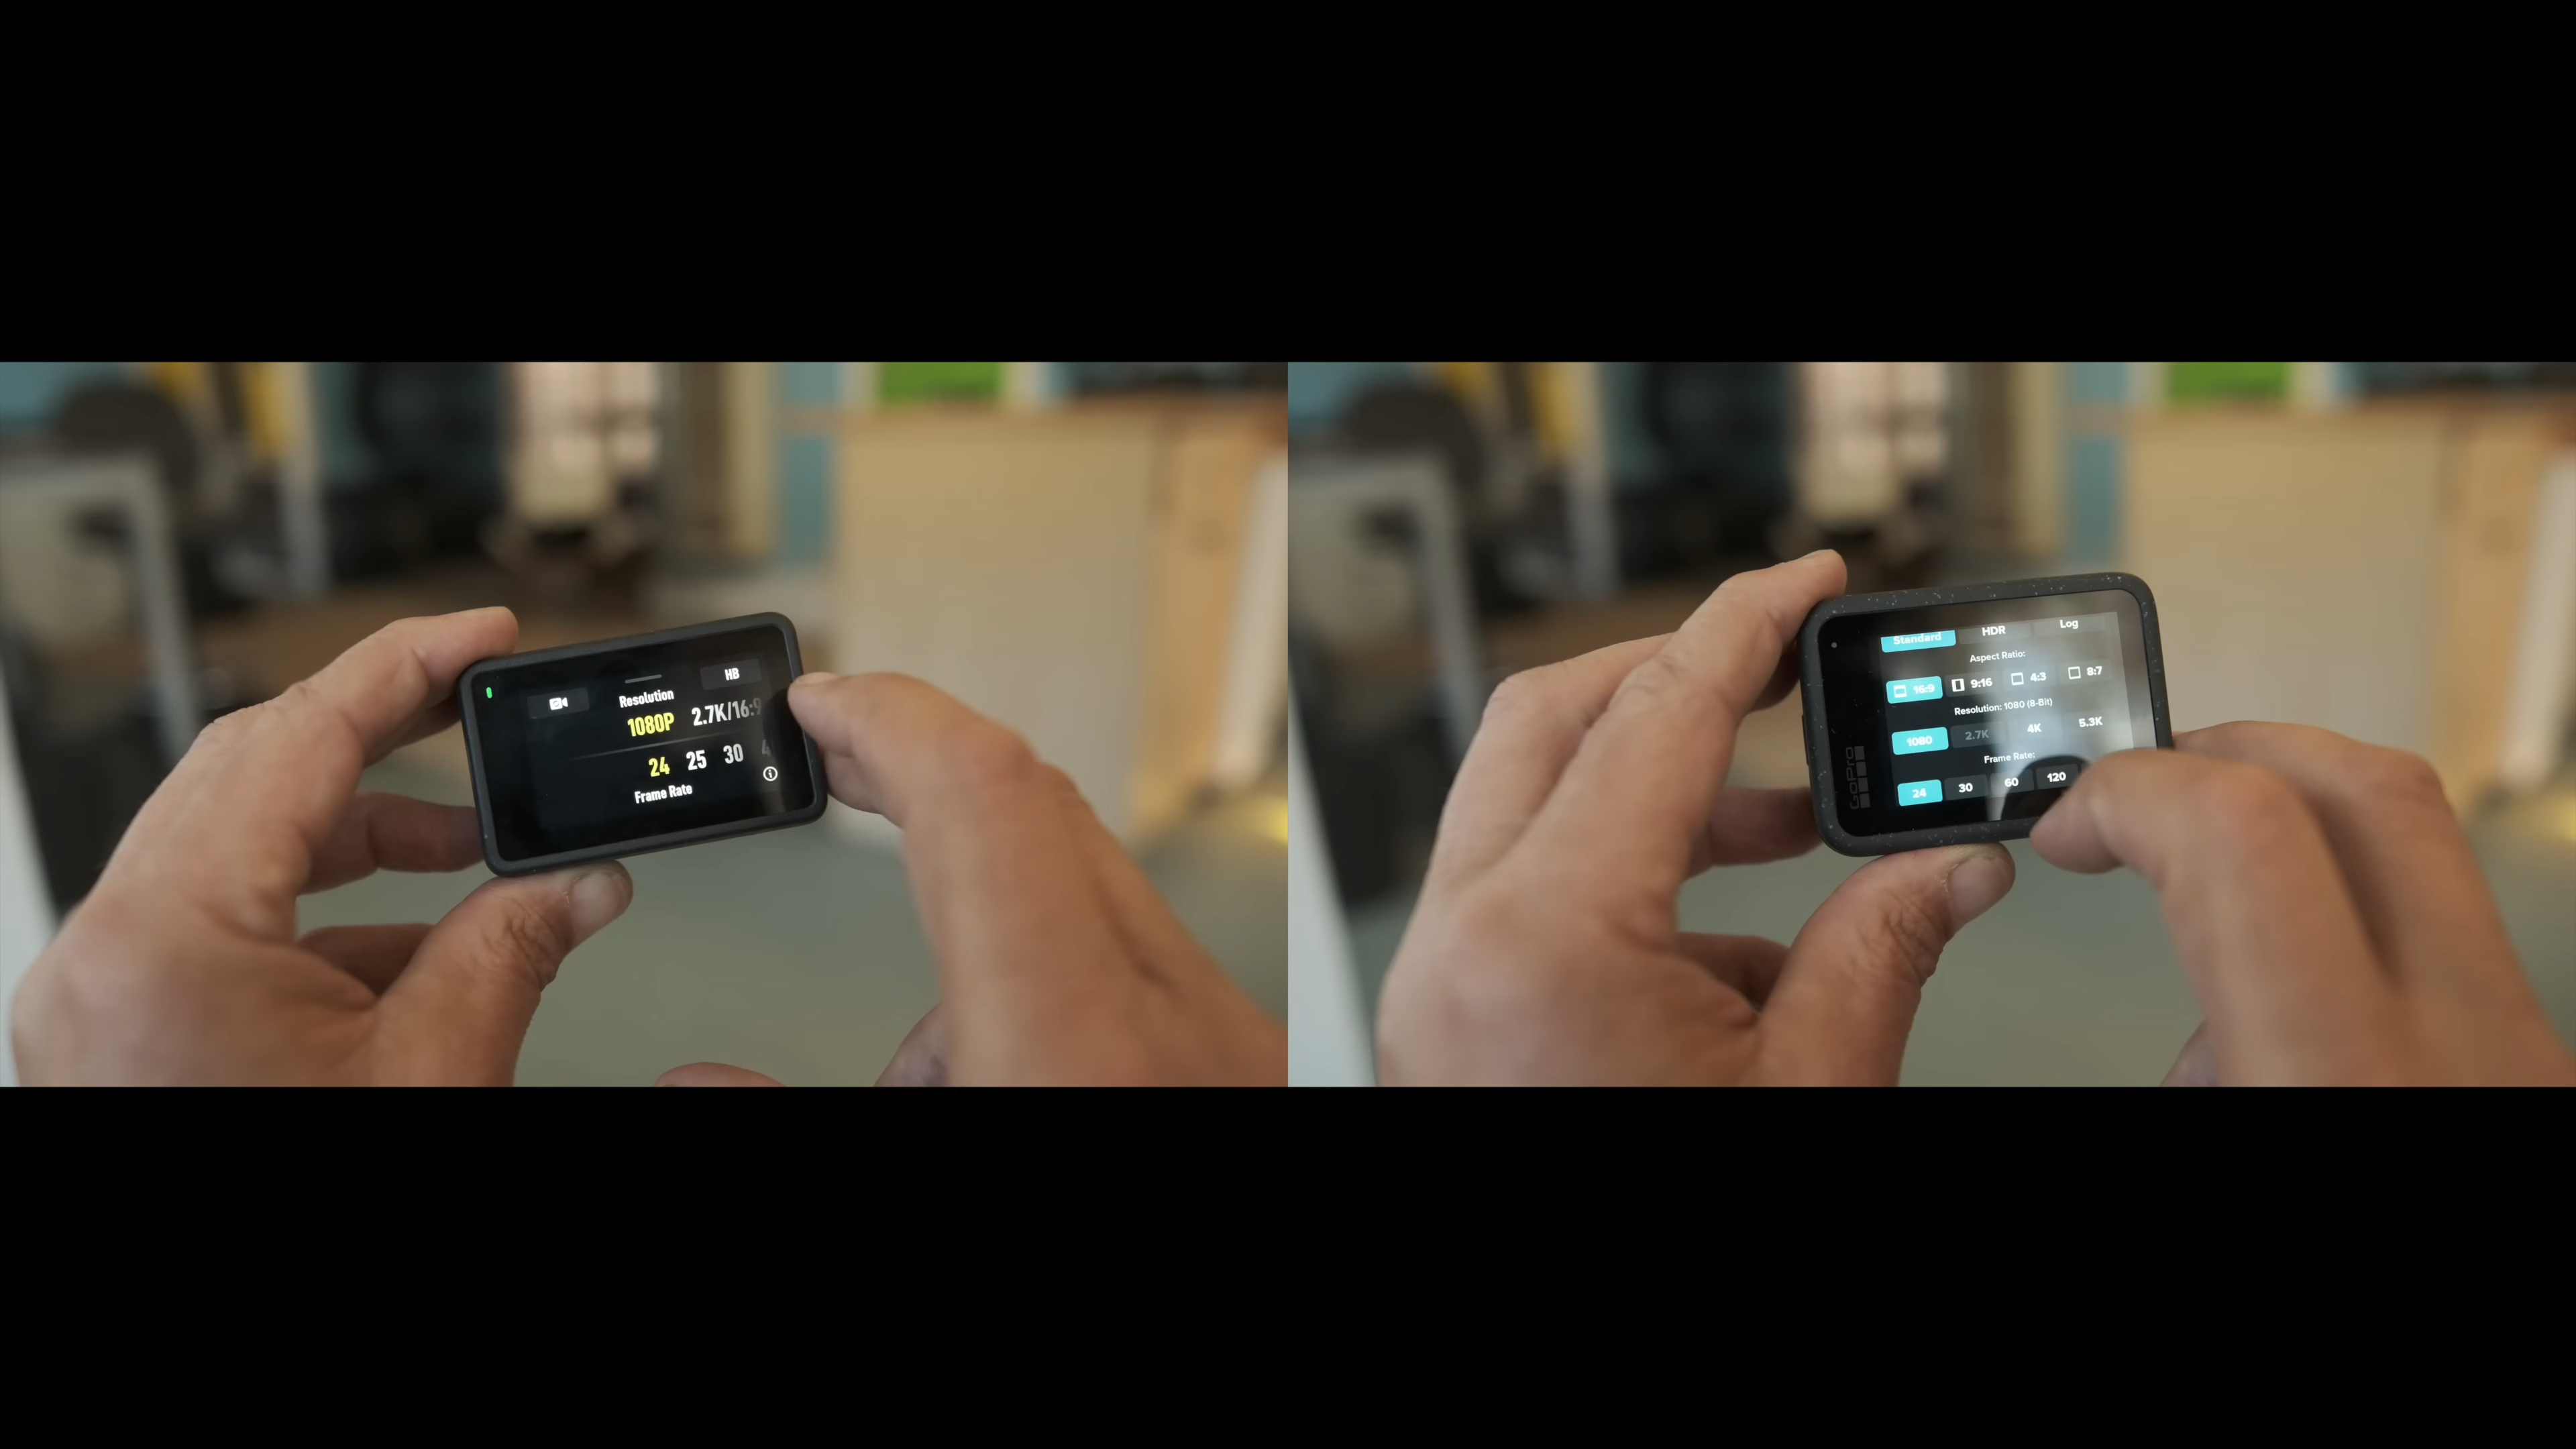 HB
Resolution
1080P 2.7K/16:9
24 25 30 4
Frame Rate
Standard HDR Log
Aspect Ratio:
16:9 9:16 4:3 8:7
Resolution: 1080 (8-Bit)
1080 2.7K 4K 5.3K
Frame Rate:
24 30 60 120
GoPro